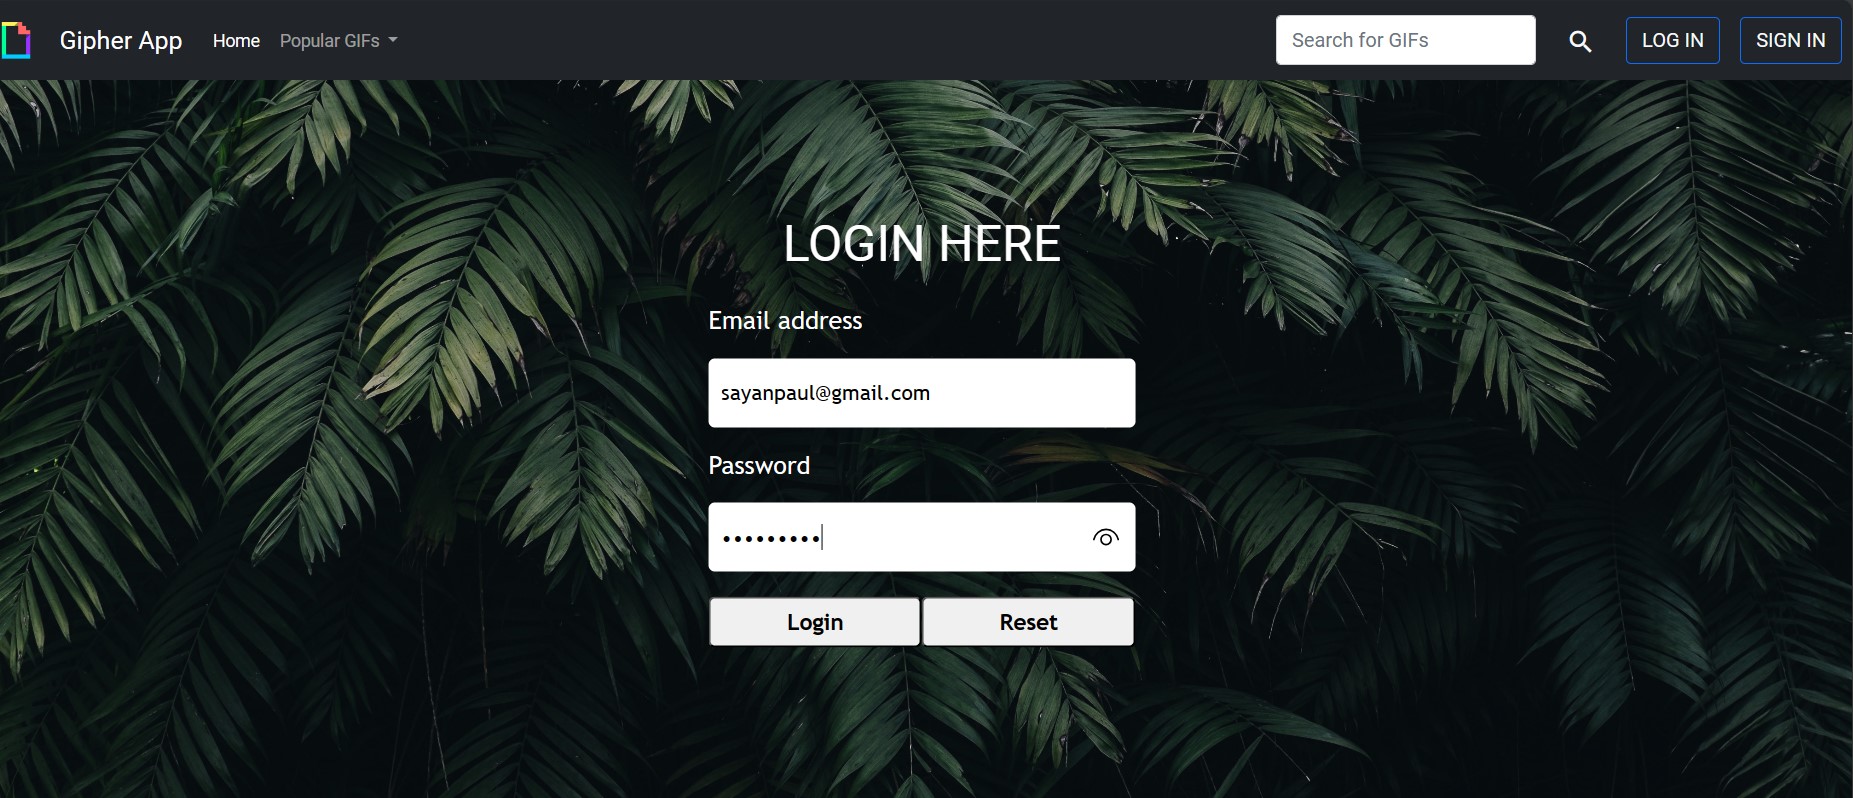 Gipher App Home Popular GIFs Search for GIFs LOG IN SIGN IN
LOGIN HERE
Email address
sayanpaul@gmail.com
Password
•••••••••
Login Reset